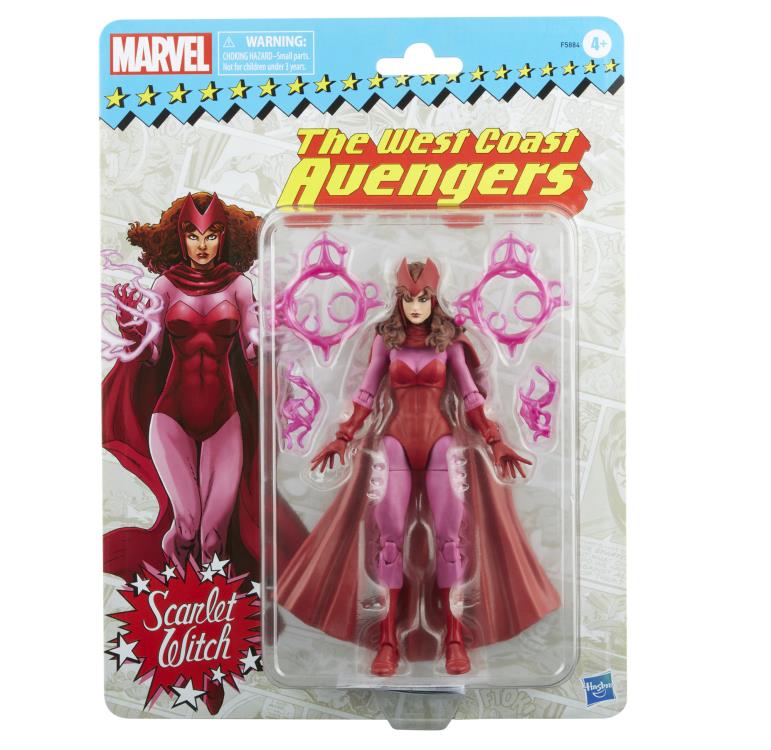 MARVEL
WARNING:
CHOKING HAZARD–Small parts.
Not for children under 3 years.
F5884
4+
The West Coast
Avengers
Scarlet
Witch
Hasbro